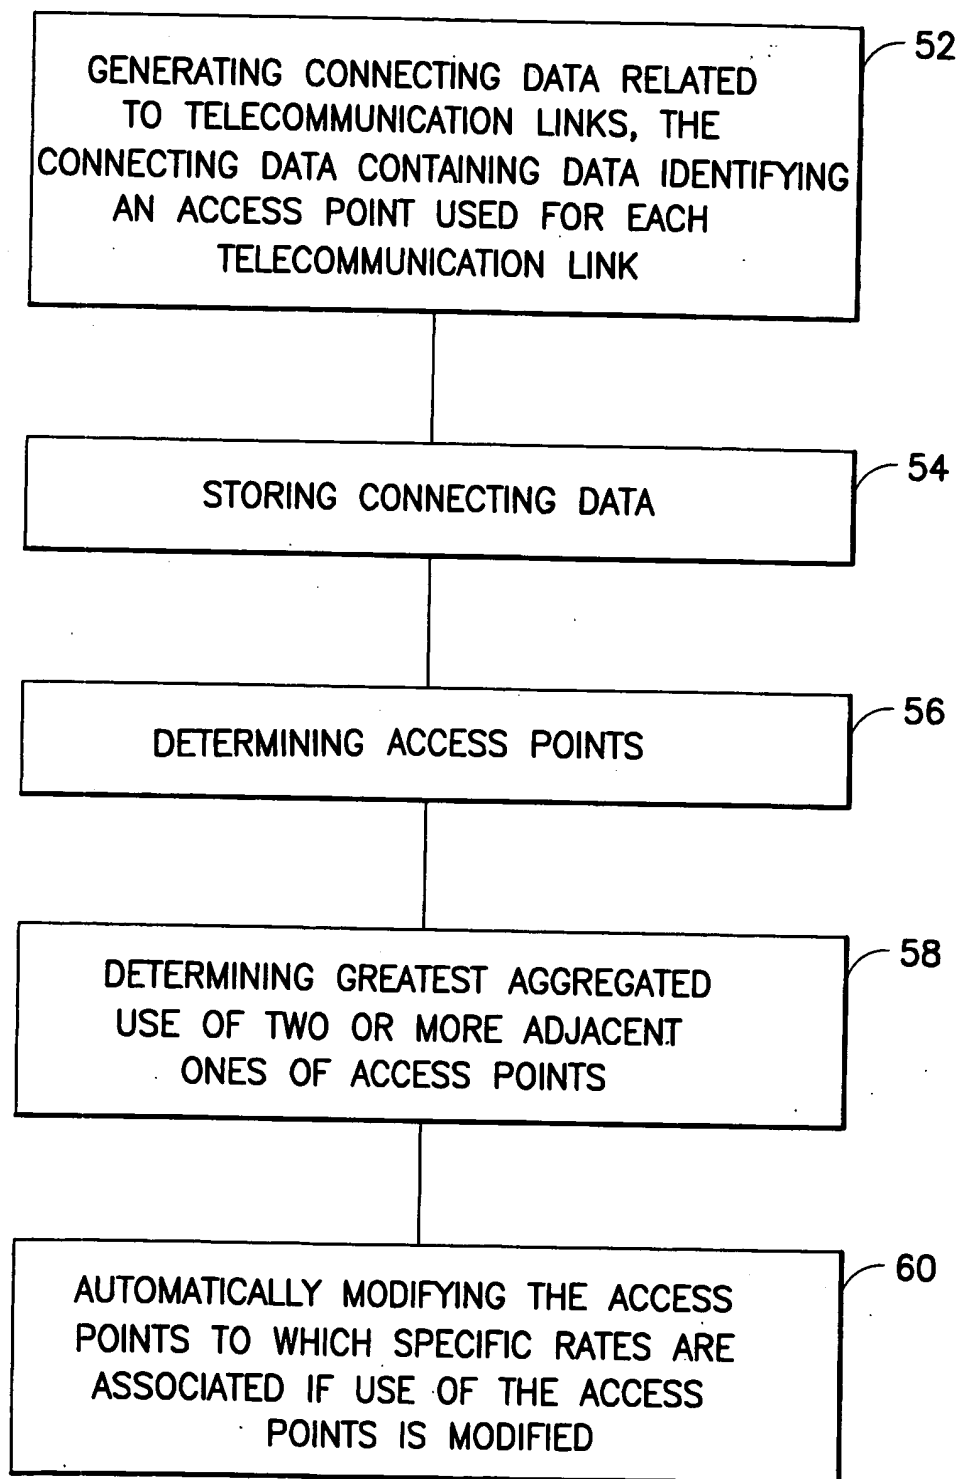 GENERATING CONNECTING DATA RELATED
TO TELECOMMUNICATION LINKS, THE
CONNECTING DATA CONTAINING DATA IDENTIFYING
AN ACCESS POINT USED FOR EACH
TELECOMMUNICATION LINK
52
STORING CONNECTING DATA
54
DETERMINING ACCESS POINTS
56
DETERMINING GREATEST AGGREGATED
USE OF TWO OR MORE ADJACENT
ONES OF ACCESS POINTS
58
AUTOMATICALLY MODIFYING THE ACCESS
POINTS TO WHICH SPECIFIC RATES ARE
ASSOCIATED IF USE OF THE ACCESS
POINTS IS MODIFIED
60